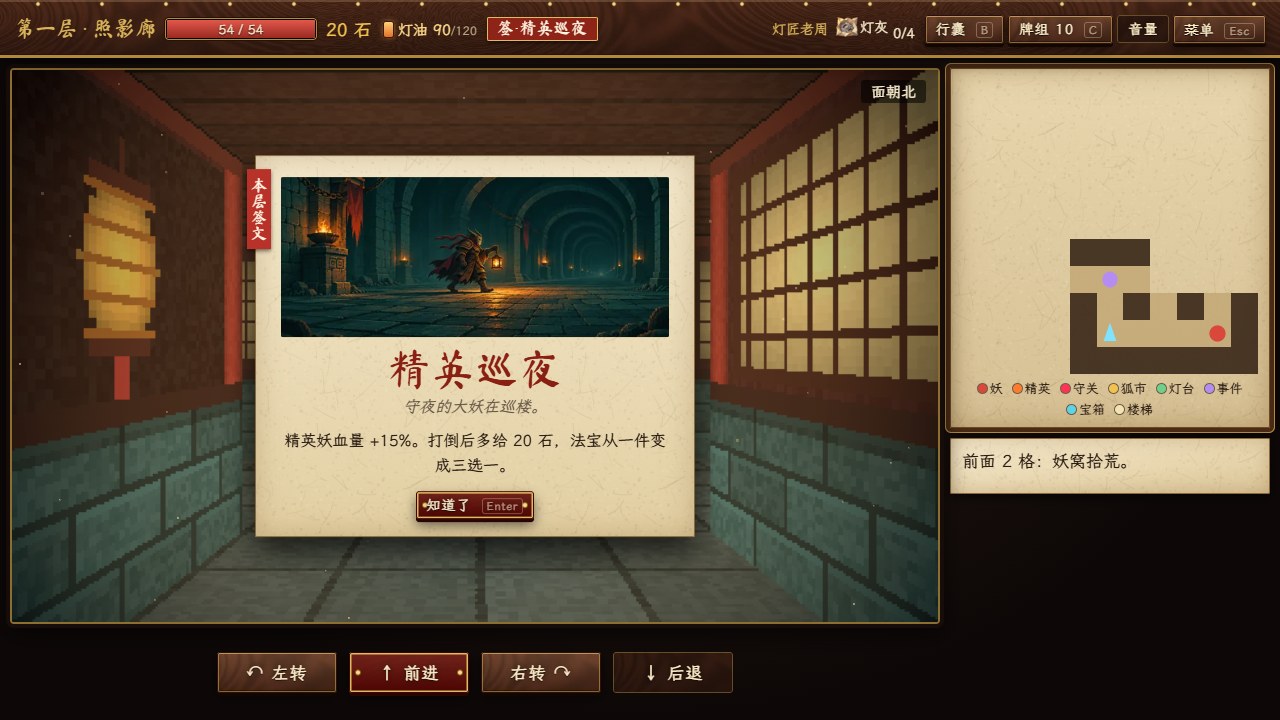 第一层·照影廊
54 / 54
20 石
灯油 90/120
签·精英巡夜
灯匠老周
灯灰 0/4
行囊 B
牌组 10 C
音量
菜单 Esc
面朝北
本层签文
精英巡夜
守夜的大妖在巡楼。
精英妖血量 +15%。打倒后多给 20 石，法宝从一件变
成三选一。
知道了 Enter
妖 精英 守关 狐市 灯台 事件
宝箱 楼梯
前面 2 格：妖窝拾荒。
↶ 左转
↑ 前进
右转 ↷
↓ 后退